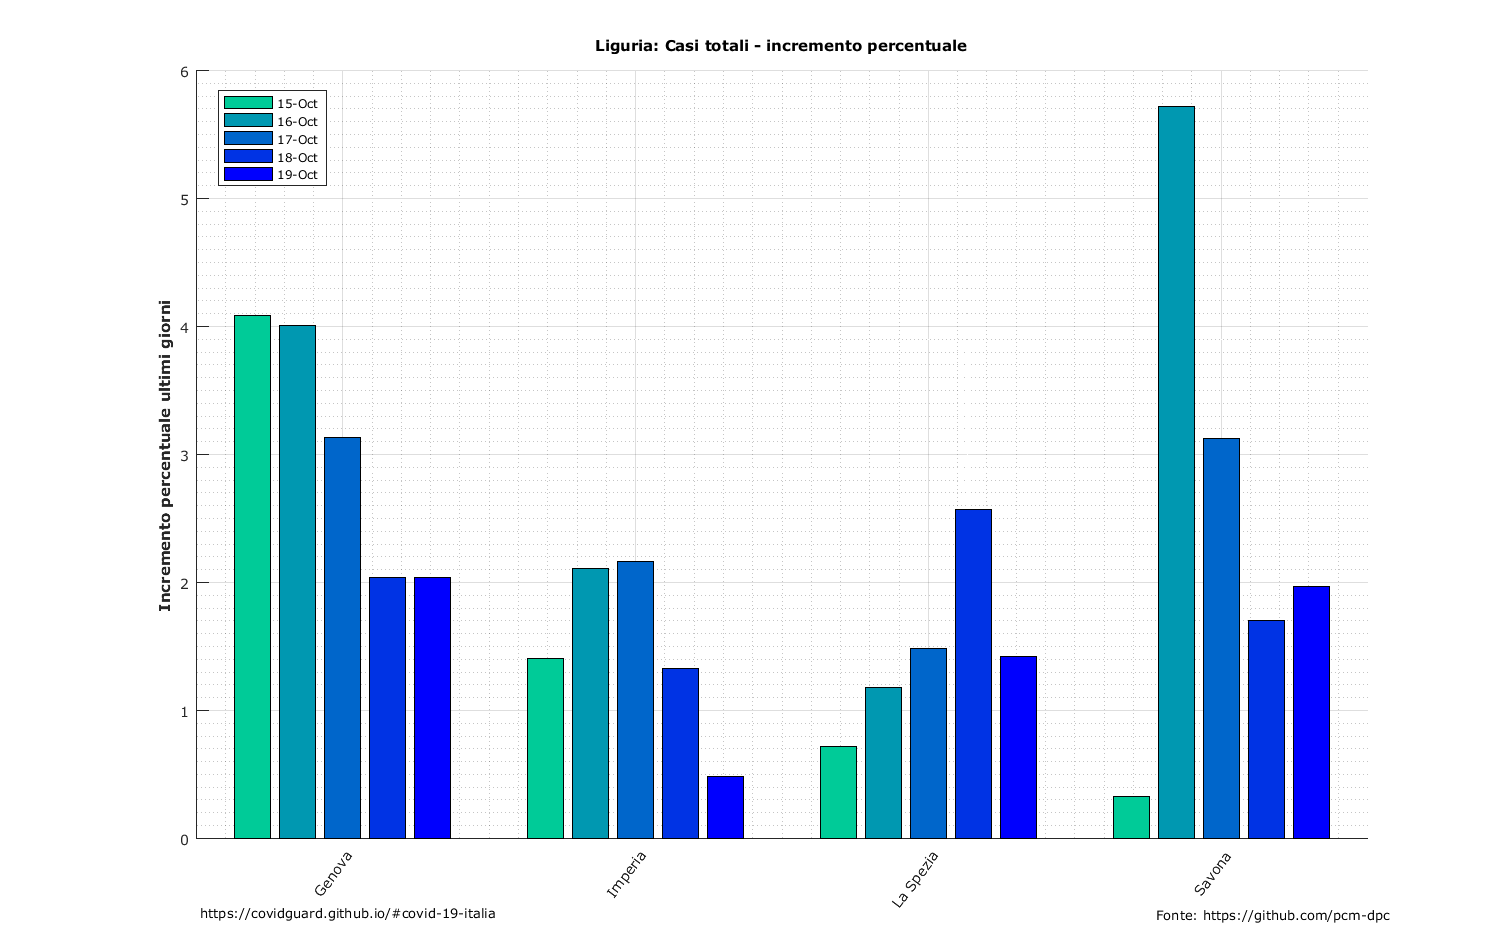 Liguria: Casi totali - incremento percentuale
6
5
4
3
2
1
0
Incremento percentuale ultimi giorni
15-Oct
16-Oct
17-Oct
18-Oct
19-Oct
Genova
Imperia
La Spezia
Savona
https://covidguard.github.io/#covid-19-italia
Fonte: https://github.com/pcm-dpc